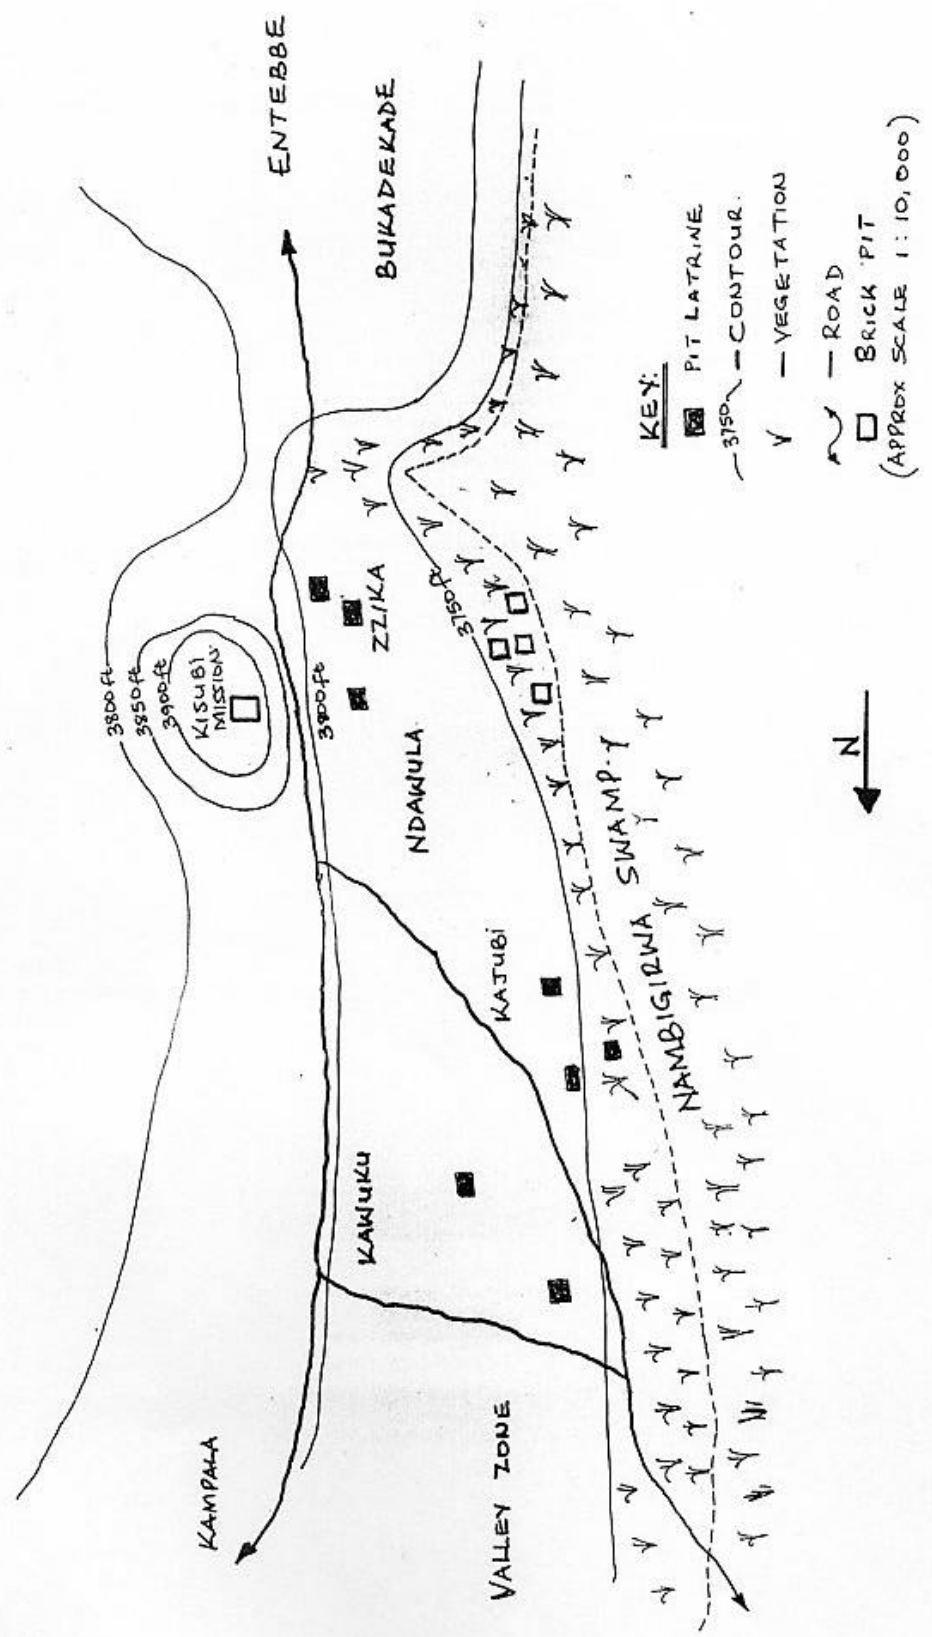 ENTEBBE
BUKADEKADE
3800ft
3850ft
3900ft
KISUBI
MISSION
3800ft
ZZIKA
3750ft
NDAWULA
KAJUBI
KAWUKU
KAMPALA
VALLEY ZONE
NAMBIGIRWA SWAMP.
N
KEY:
PIT LATRINE
3750 - CONTOUR.
V - VEGETATION
- ROAD
BRICK PIT
(APPROX SCALE 1:10,000)